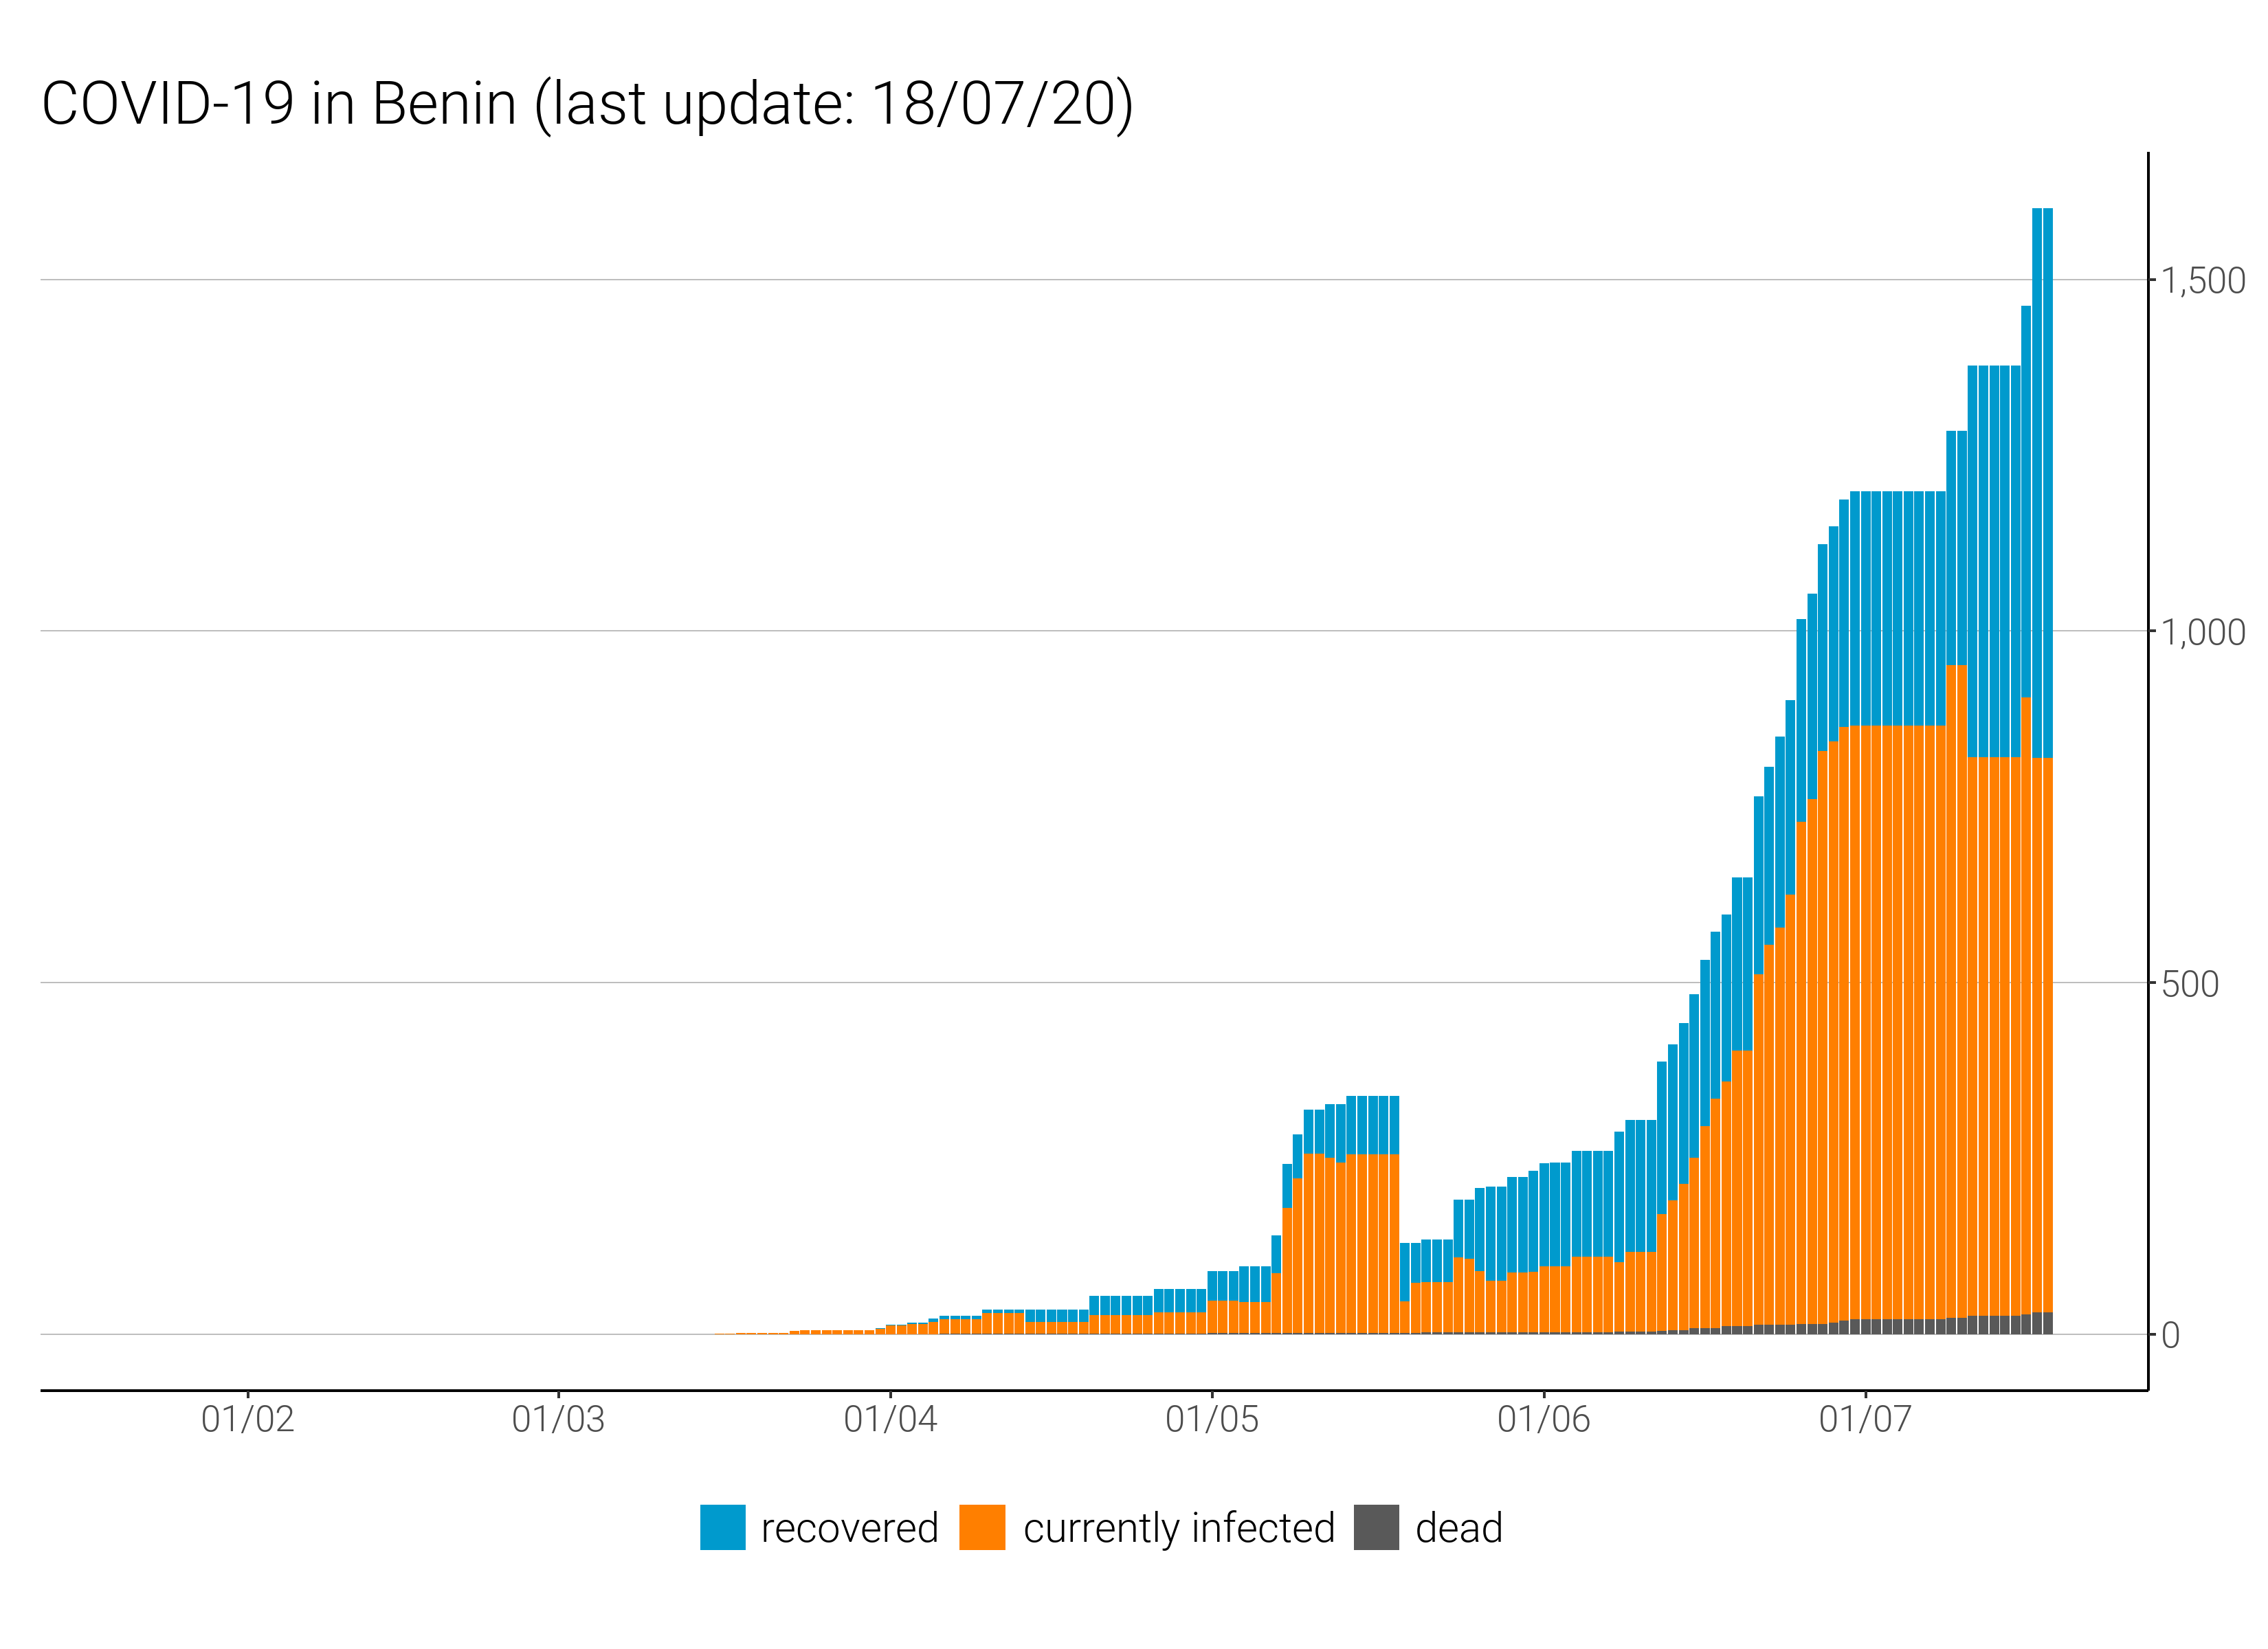 COVID-19 in Benin (last update: 18/07/20)
1,500
1,000
500
0
01/02 01/03 01/04 01/05 01/06 01/07
recovered currently infected dead